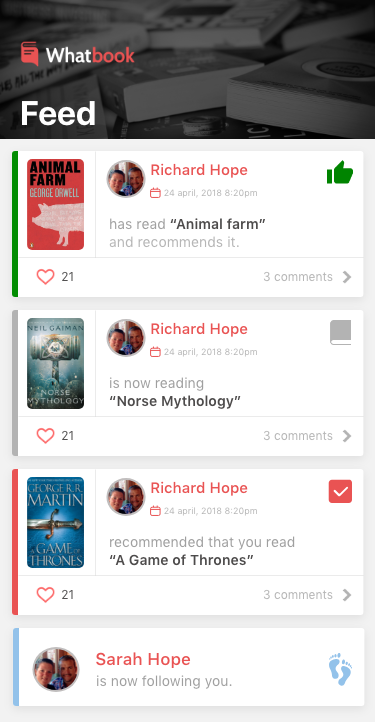 Whatbook
Feed
ANIMAL
FARM
GEORGE ORWELL
Richard Hope
24 april, 2018 8:20pm
has read “Animal farm”
and recommends it.
21
3 comments
NEIL GAIMAN
NORSE
MYTHOLOGY
Richard Hope
24 april, 2018 8:20pm
is now reading
“Norse Mythology”
21
3 comments
GEORGE R.R.
MARTIN
A GAME OF
THRONES
Richard Hope
24 april, 2018 8:20pm
recommended that you read
“A Game of Thrones”
21
3 comments
Sarah Hope
is now following you.